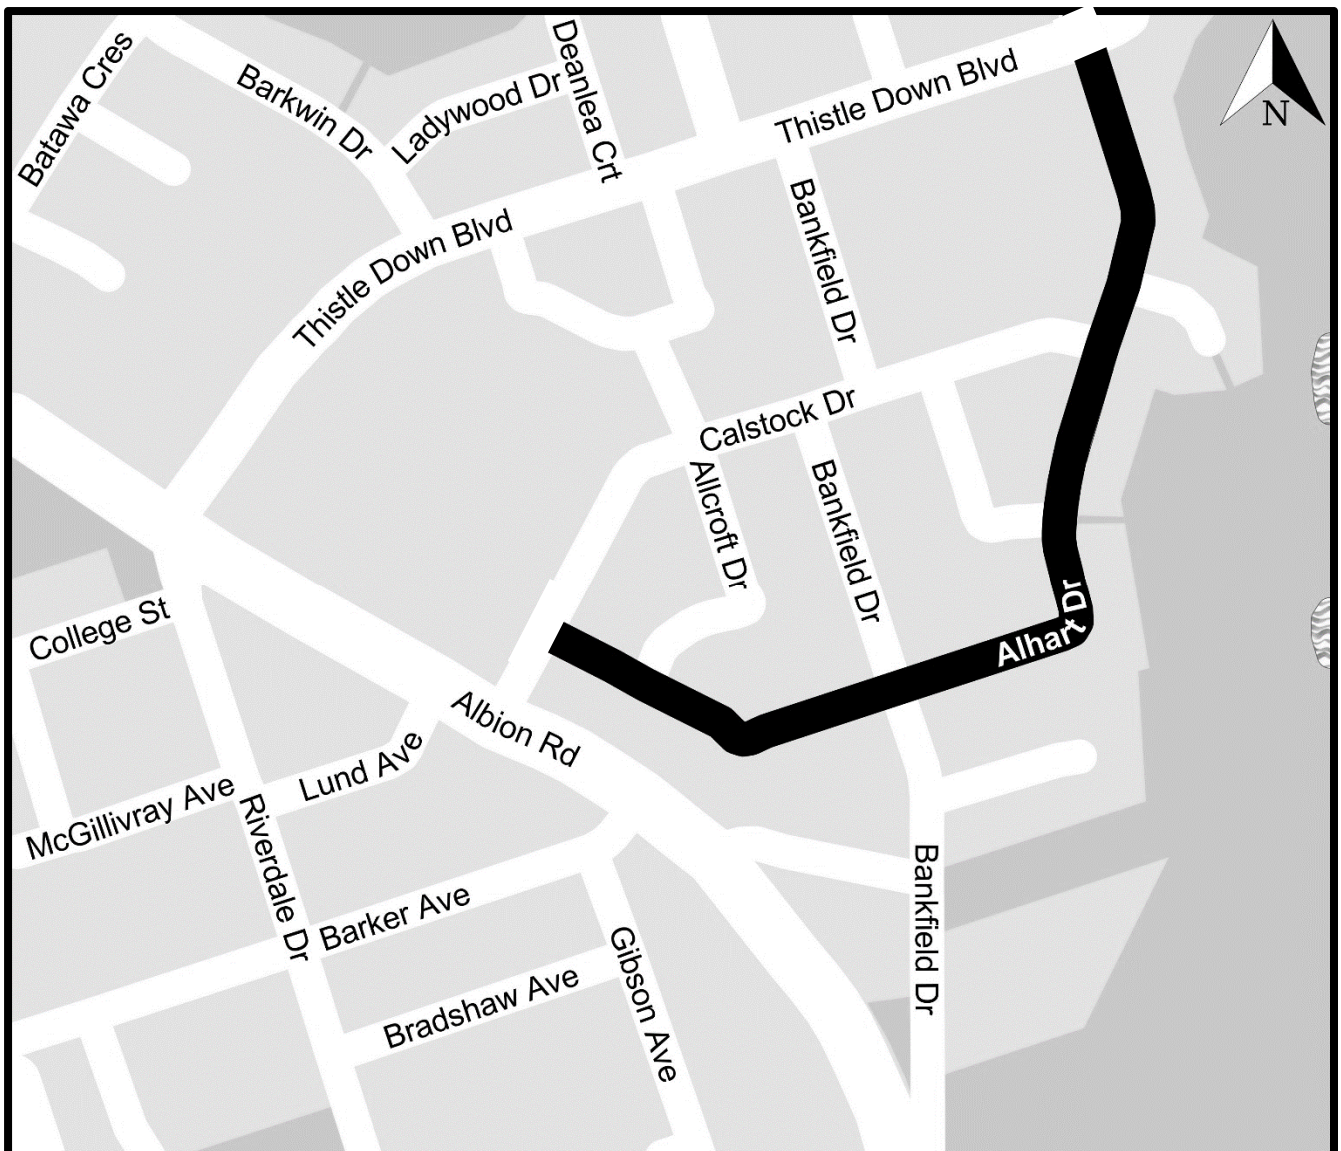 Batawa Cres
Barkwin Dr
Ladywood Dr
Deanlea Crt
Thistle Down Blvd
N
Thistle Down Blvd
Bankfield Dr
Calstock Dr
Allcroft Dr
Bankfield Dr
Alhart Dr
College St
Albion Rd
Lund Ave
McGillivray Ave
Riverdale Dr
Barker Ave
Bankfield Dr
Gibson Ave
Bradshaw Ave